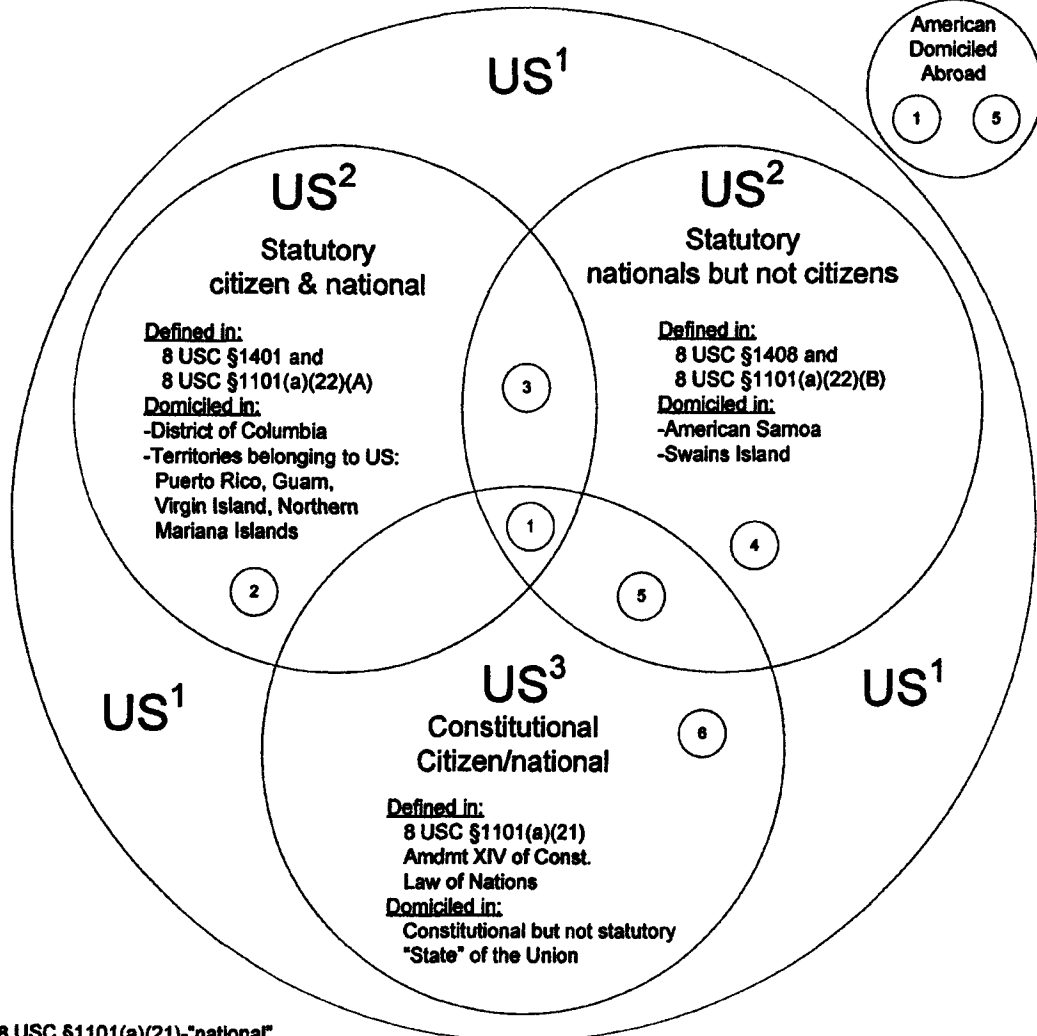 US¹
American
Domiciled
Abroad
1 5
US²
Statutory
citizen & national
Defined in:
8 USC §1401 and
8 USC §1101(a)(22)(A)
Domiciled in:
-District of Columbia
-Territories belonging to US:
Puerto Rico, Guam,
Virgin Island, Northern
Mariana Islands
2
US²
Statutory
nationals but not citizens
Defined in:
8 USC §1408 and
8 USC §1101(a)(22)(B)
Domiciled in:
-American Samoa
-Swains Island
4
3
1
5
US¹
US³
Constitutional
Citizen/national
6
Defined in:
8 USC §1101(a)(21)
Amdmt XIV of Const.
Law of Nations
Domiciled in:
Constitutional but not statutory
"State" of the Union
US¹
8 USC §1101(a)(21)-"national"